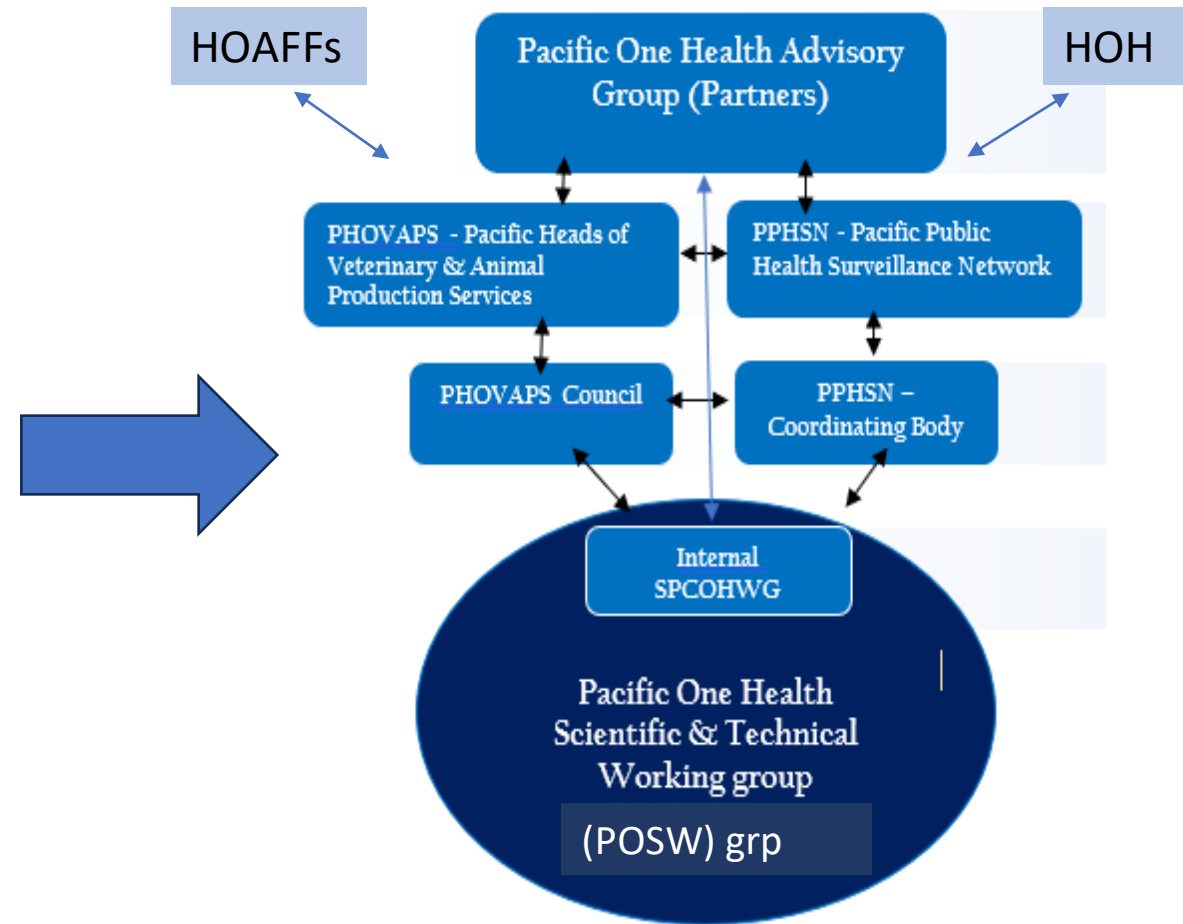 HOAFFs
Pacific One Health Advisory
Group (Partners)
HOH
PHOVAPS - Pacific Heads of
Veterinary & Animal
Production Services
PPHSN - Pacific Public
Health Surveillance Network
PHOVAPS Council
PPHSN –
Coordinating Body
Internal
SPCOHWG
Pacific One Health
Scientific & Technical
Working group
(POSW) grp